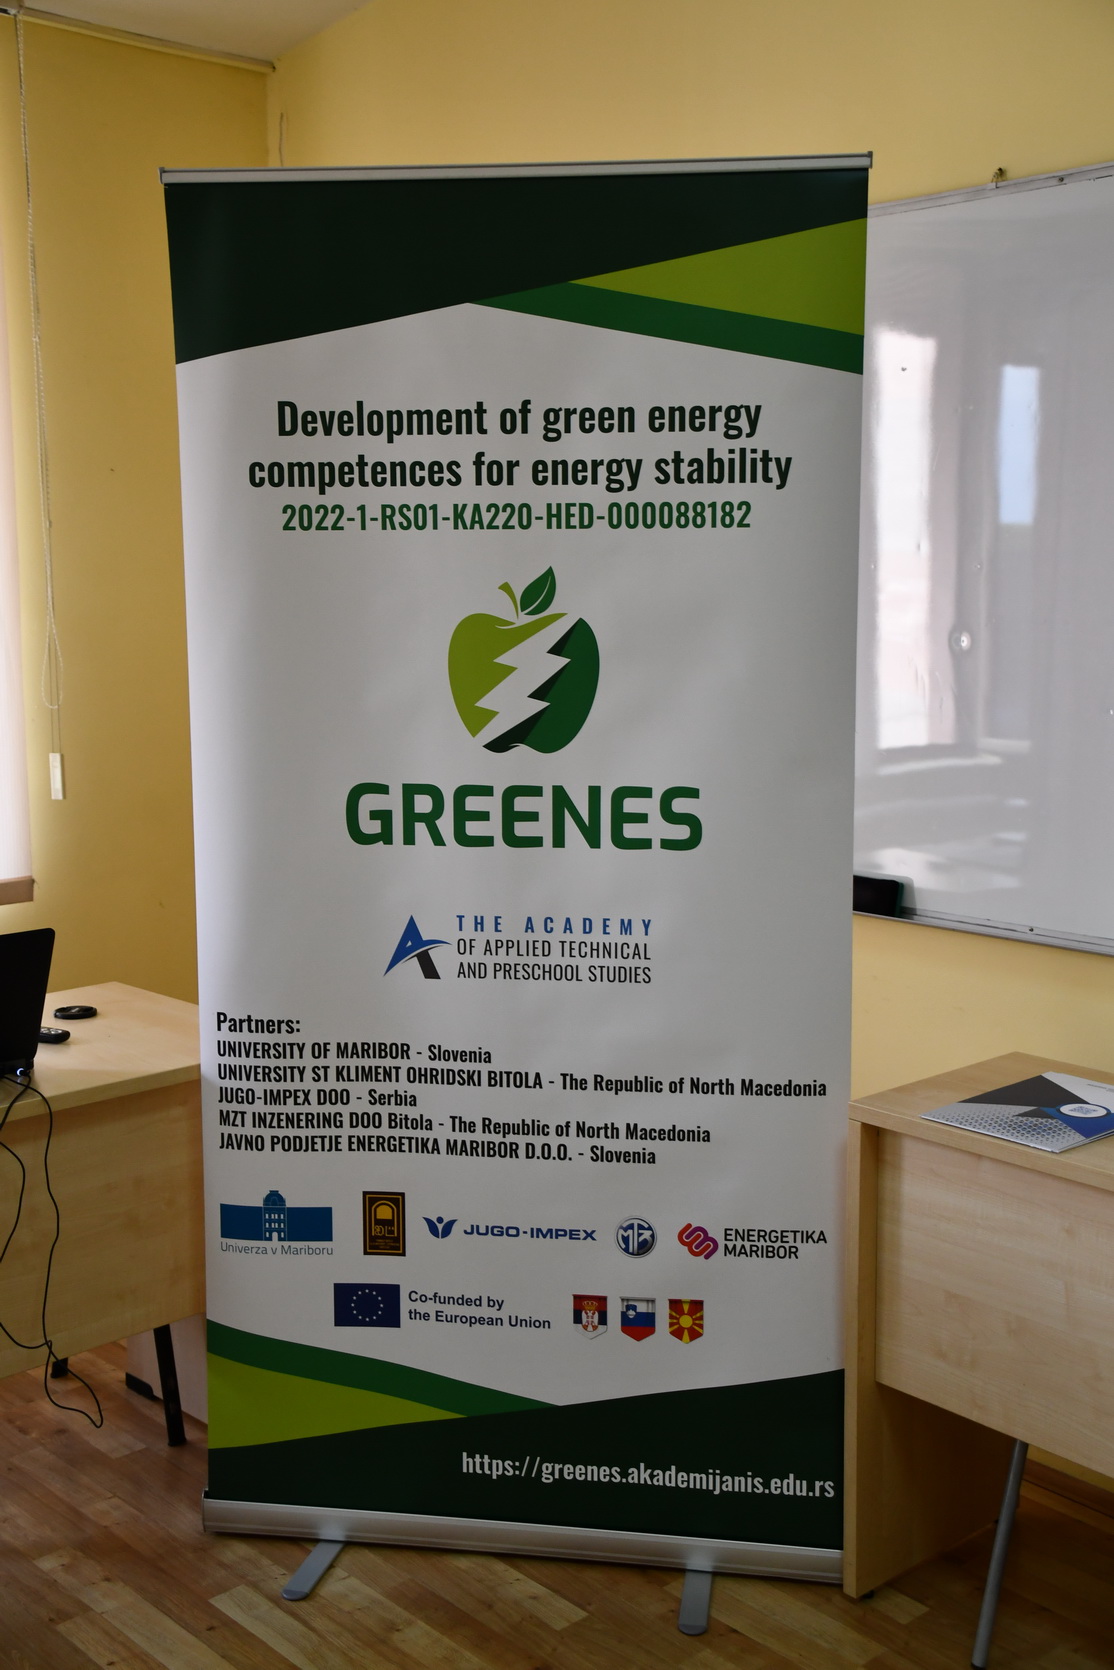 Development of green energy
competences for energy stability
2022-1-RS01-KA220-HED-000088182
GREENES
THE ACADEMY
OF APPLIED TECHNICAL
AND PRESCHOOL STUDIES
Partners:
UNIVERSITY OF MARIBOR - Slovenia
UNIVERSITY ST KLIMENT OHRIDSKI BITOLA - The Republic of North Macedonia
JUGO-IMPEX DOO - Serbia
MZT INZENERING DOO Bitola - The Republic of North Macedonia
JAVNO PODJETJE ENERGETIKA MARIBOR D.O.O. - Slovenia
Univerza v Mariboru
JUGO-IMPEX
ENERGETIKA
MARIBOR
Co-funded by
the European Union
https://greenes.akademijanis.edu.rs